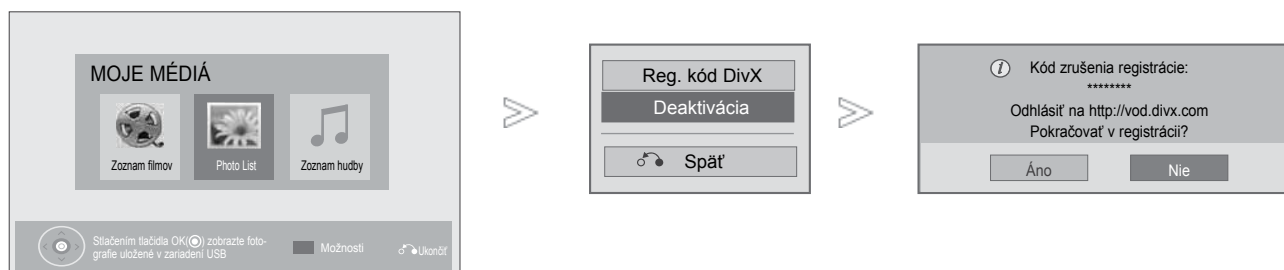 MOJE MÉDIÁ
Zoznam filmov
Photo List
Zoznam hudby
Stlačením tlačidla OK(◉) zobrazte foto-
grafie uložené v zariadení USB
Možnosti
Ukončiť
Reg. kód DivX
Deaktivácia
Späť
Kód zrušenia registrácie:
********
Odhlásiť na http://vod.divx.com
Pokračovať v registrácii?
Áno
Nie